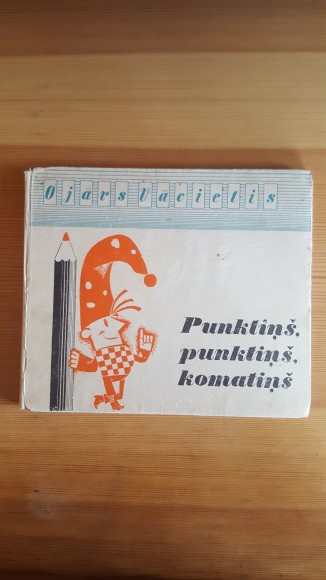 Ojārs Vācietis
Punktiņš,
punktiņš,
komatiņš